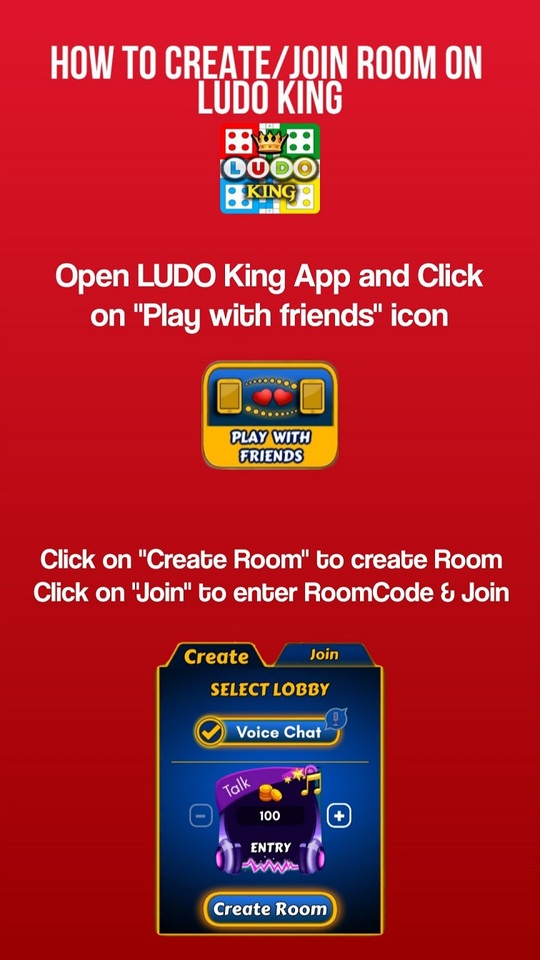 HOW TO CREATE/JOIN ROOM ON
LUDO KING
LUDO
KING
Open LUDO King App and Click
on "Play with friends" icon
PLAY WITH
FRIENDS
Click on "Create Room" to create Room
Click on "Join" to enter RoomCode & Join
Create
Join
SELECT LOBBY
Voice Chat
Talk
100
ENTRY
Create Room